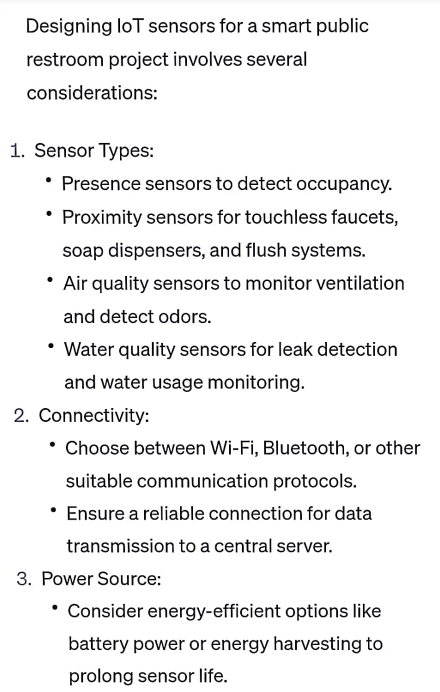 Designing IoT sensors for a smart public
restroom project involves several
considerations:
1. Sensor Types:
• Presence sensors to detect occupancy.
• Proximity sensors for touchless faucets,
soap dispensers, and flush systems.
• Air quality sensors to monitor ventilation
and detect odors.
• Water quality sensors for leak detection
and water usage monitoring.
2. Connectivity:
• Choose between Wi-Fi, Bluetooth, or other
suitable communication protocols.
• Ensure a reliable connection for data
transmission to a central server.
3. Power Source:
• Consider energy-efficient options like
battery power or energy harvesting to
prolong sensor life.